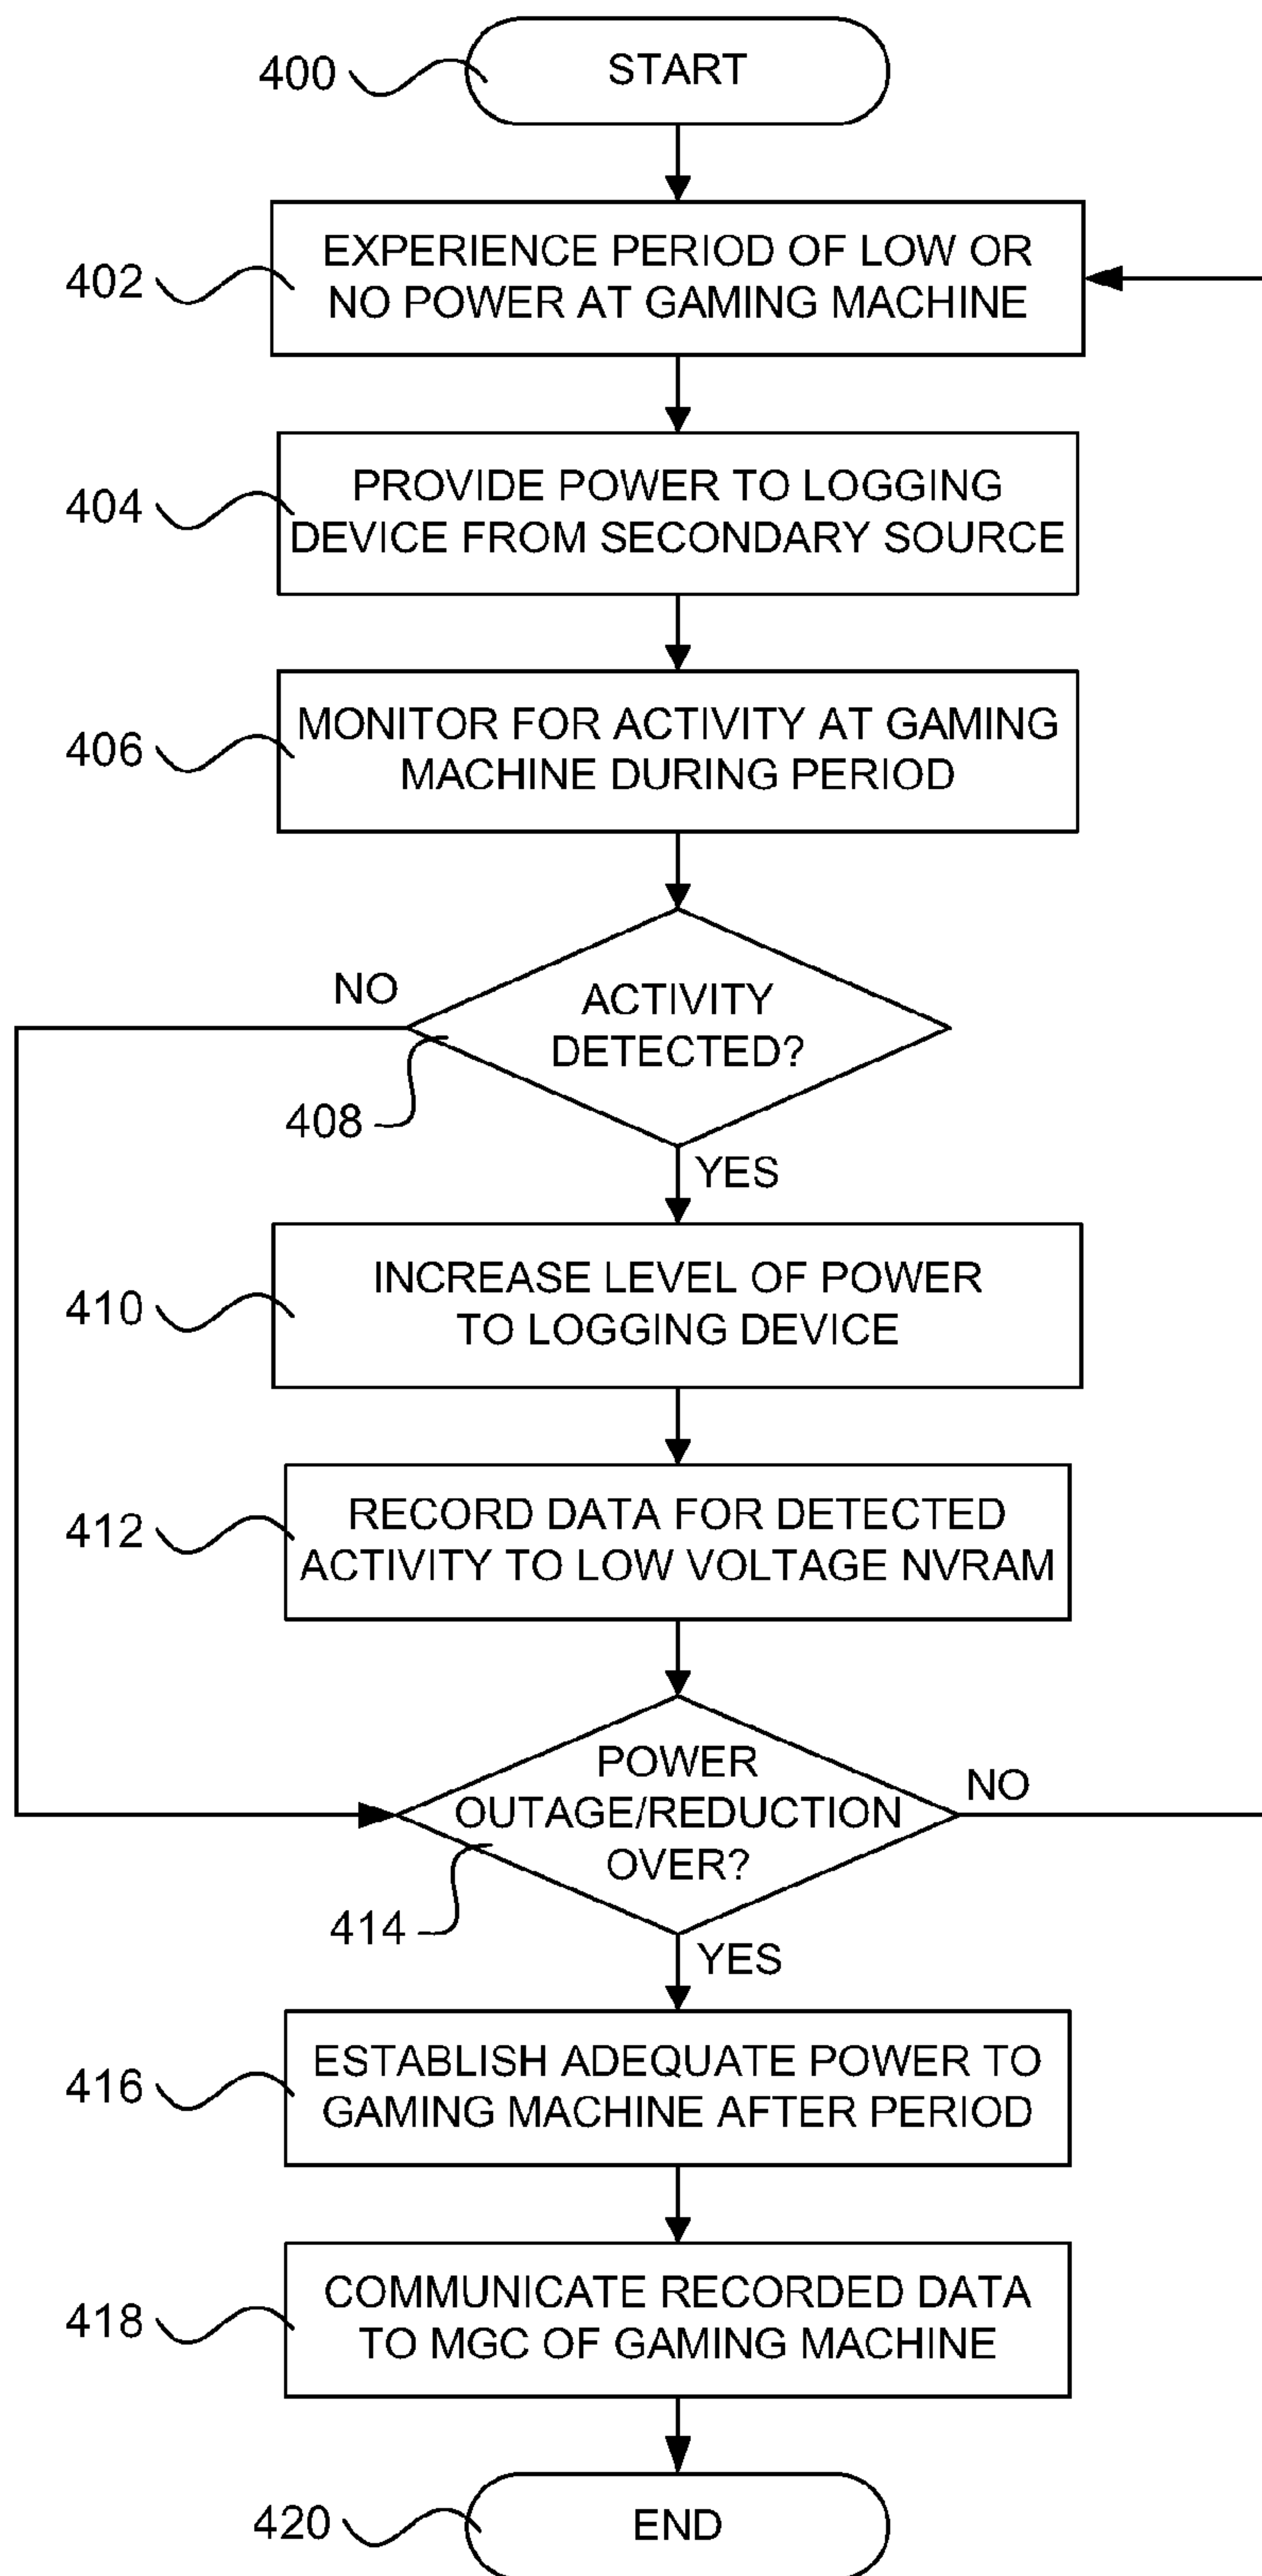 400
START
402
EXPERIENCE PERIOD OF LOW OR
NO POWER AT GAMING MACHINE
404
PROVIDE POWER TO LOGGING
DEVICE FROM SECONDARY SOURCE
406
MONITOR FOR ACTIVITY AT GAMING
MACHINE DURING PERIOD
NO
ACTIVITY
DETECTED?
408
YES
410
INCREASE LEVEL OF POWER
TO LOGGING DEVICE
412
RECORD DATA FOR DETECTED
ACTIVITY TO LOW VOLTAGE NVRAM
POWER
OUTAGE/REDUCTION
OVER?
NO
414
YES
416
ESTABLISH ADEQUATE POWER TO
GAMING MACHINE AFTER PERIOD
418
COMMUNICATE RECORDED DATA
TO MGC OF GAMING MACHINE
420
END